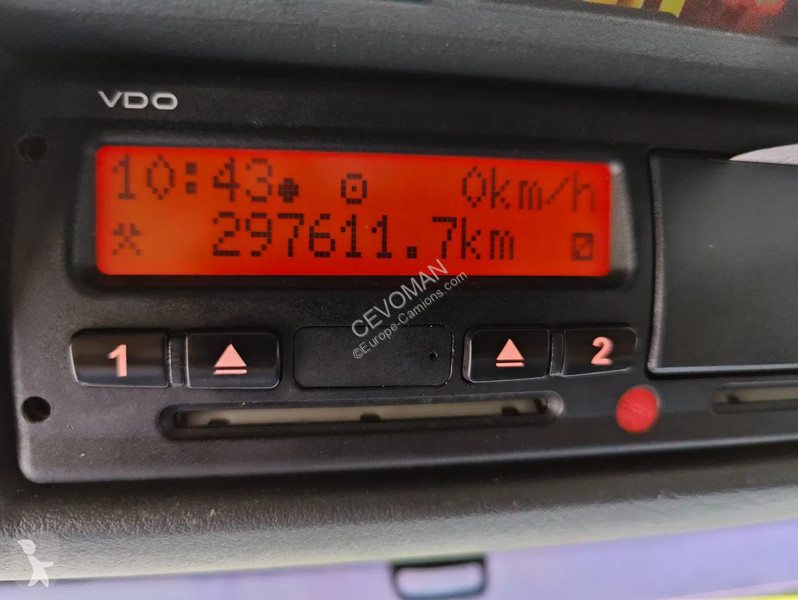 VDO
10:43 0km/h
297611.7km
CEVOMAN
©Europe-Camions.com
1
2